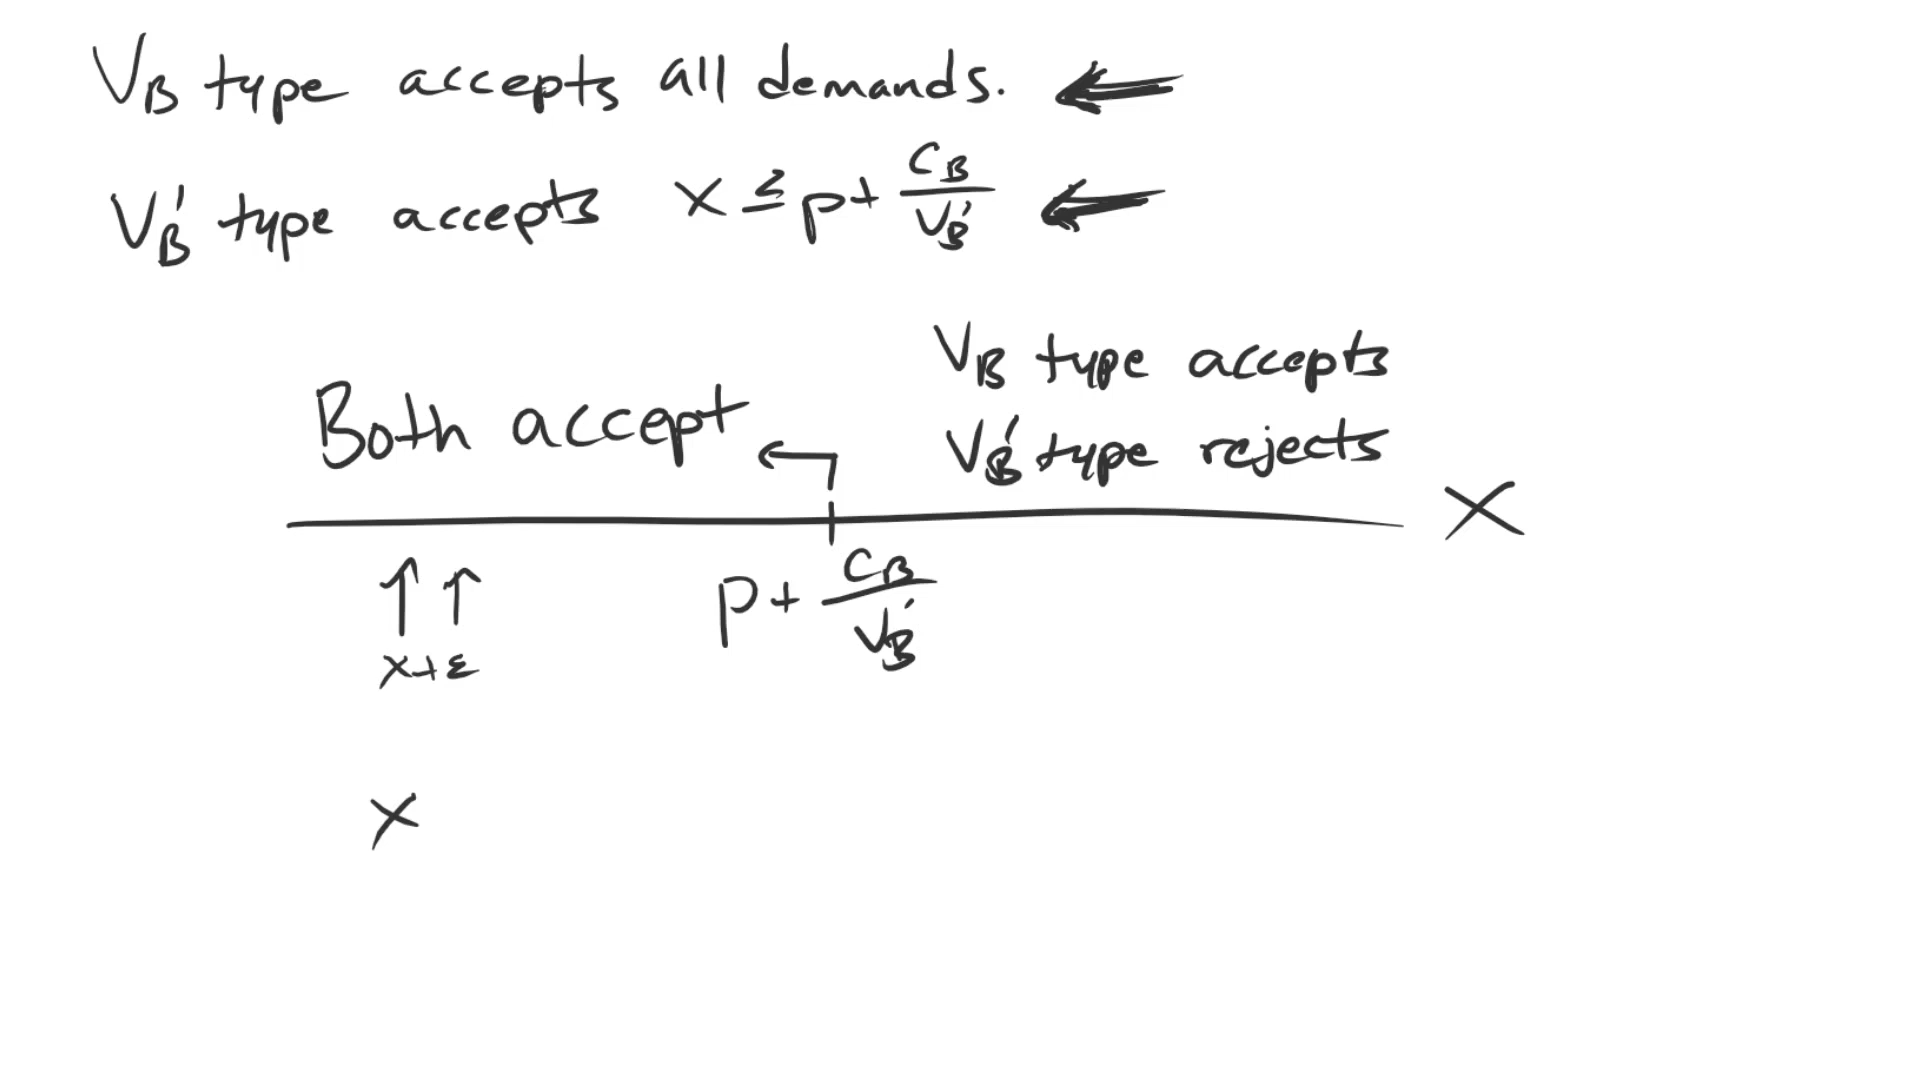 V_B type accepts all demands.
V_B' type accepts x ≤ p + C_B/V_B'
V_B type accepts
Both accept
V_B' type rejects
X
p + C_B/V_B'
x+ε
x